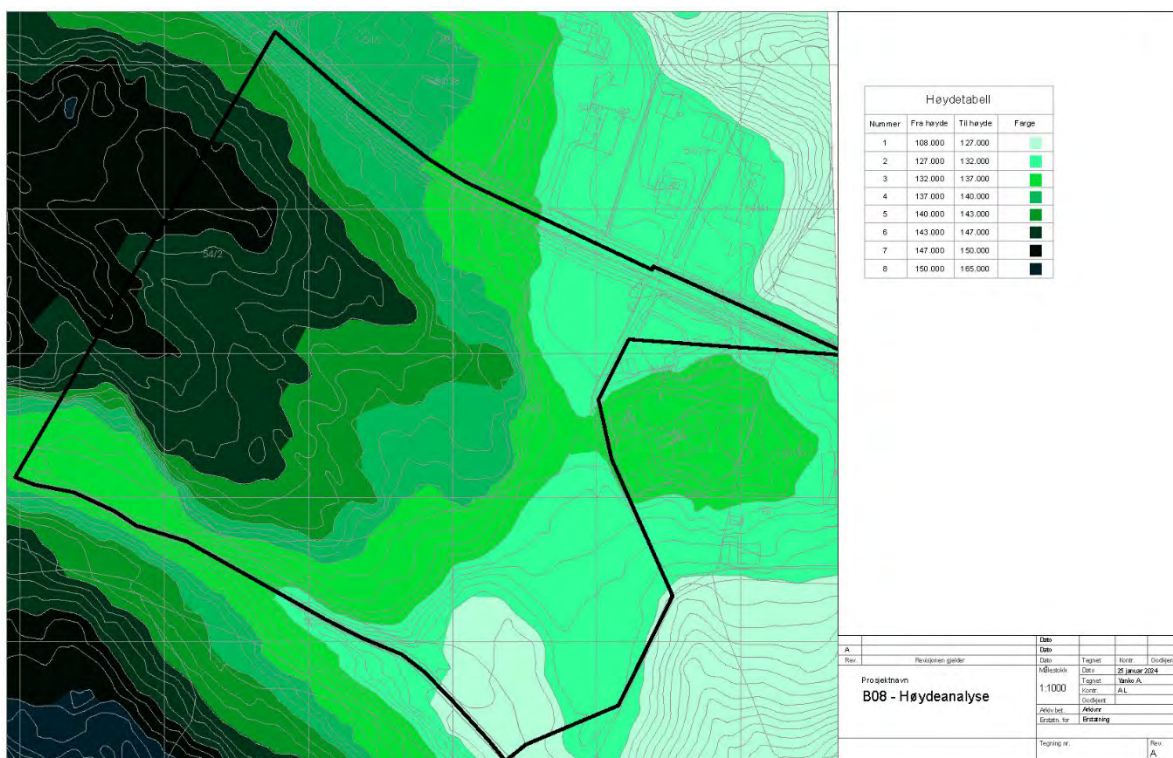 54/2
Høydetabell
Nummer Fra høyde Til høyde Farge
1 108.000 127.000
2 127.000 132.000
3 132.000 137.000
4 137.000 140.000
5 140.000 143.000
6 143.000 147.000
7 147.000 150.000
8 150.000 165.000
Dato
A Dato
Rev. Revisjonen gjelder Dato Tegnet Kontr. Godkjent
Prosjektnavn
B08 - Høydeanalyse
Målestokk
1:1000
Dato 25 januar 2024
Tegnet Yanko A.
Kontr. A L
Godkjent
Arkiv bet. Arkivnr
Erstatn. for Erstatning
Tegning nr. Rev.
A